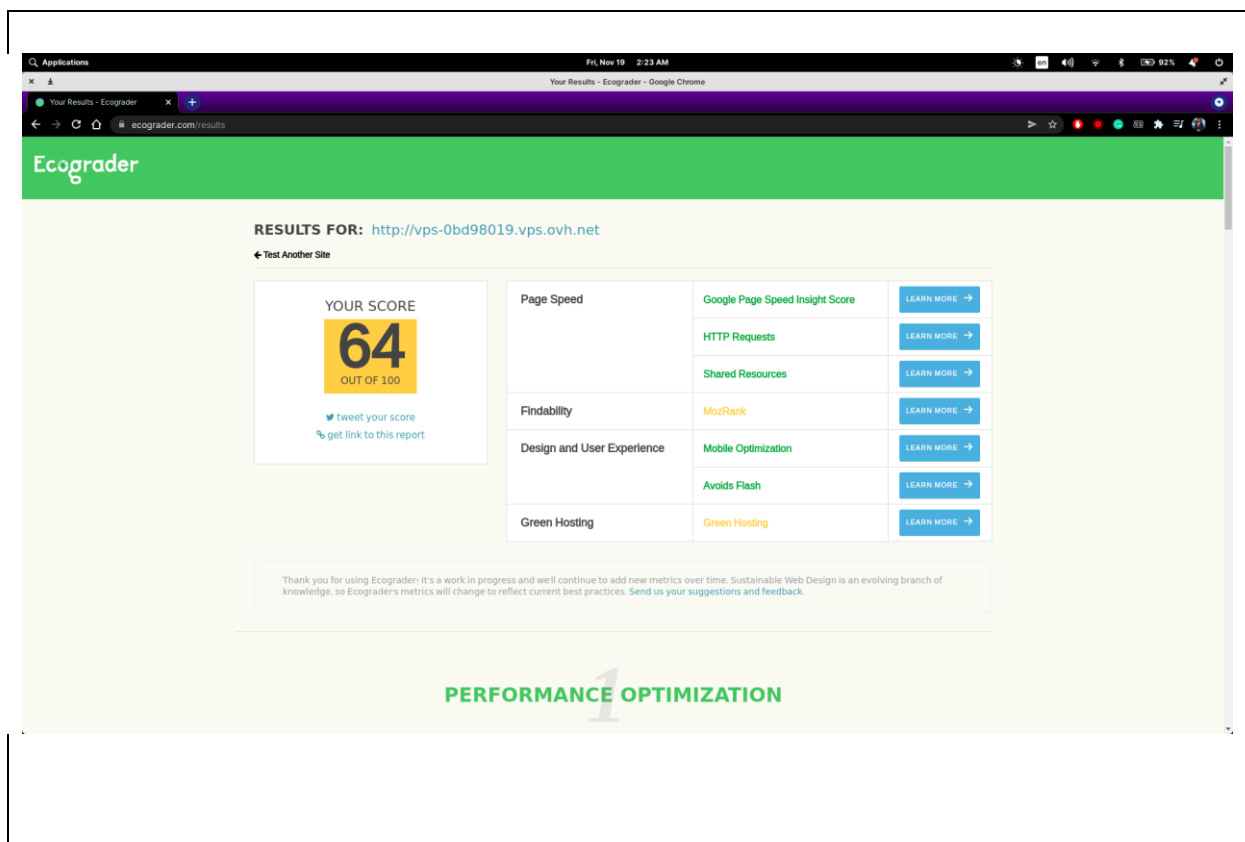 Applications
Fri, Nov 19 2:23 AM
en
92%
Your Results - Ecograder - Google Chrome
Your Results - Ecograder
ecograder.com/results
Ecograder
RESULTS FOR: http://vps-0bd98019.vps.ovh.net
Test Another Site
YOUR SCORE
64
OUT OF 100
tweet your score
get link to this report
Page Speed
Google Page Speed Insight Score
LEARN MORE
HTTP Requests
LEARN MORE
Shared Resources
LEARN MORE
Findability
MozRank
LEARN MORE
Design and User Experience
Mobile Optimization
LEARN MORE
Avoids Flash
LEARN MORE
Green Hosting
Green Hosting
LEARN MORE
Thank you for using Ecograder! It's a work in progress and we'll continue to add new metrics over time. Sustainable Web Design is an evolving branch of
knowledge, so Ecograder's metrics will change to reflect current best practices. Send us your suggestions and feedback.
1
PERFORMANCE OPTIMIZATION